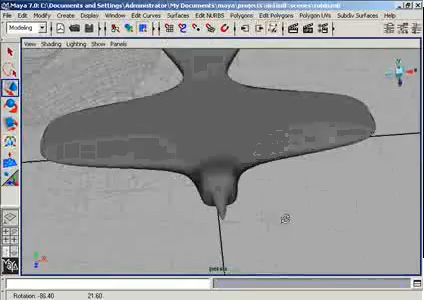 Maya 7.0: C:\Documents and Settings\Administrator\My Documents\maya\projects
File Edit Modify Create Display Window Edit Curves Surfaces Edit NURBS Polygons Edit Polygons Polygon UVs Subdiv Surfaces Help
Modeling
View Shading Lighting Show Panels
persp
Rotation: -86.40 21.60